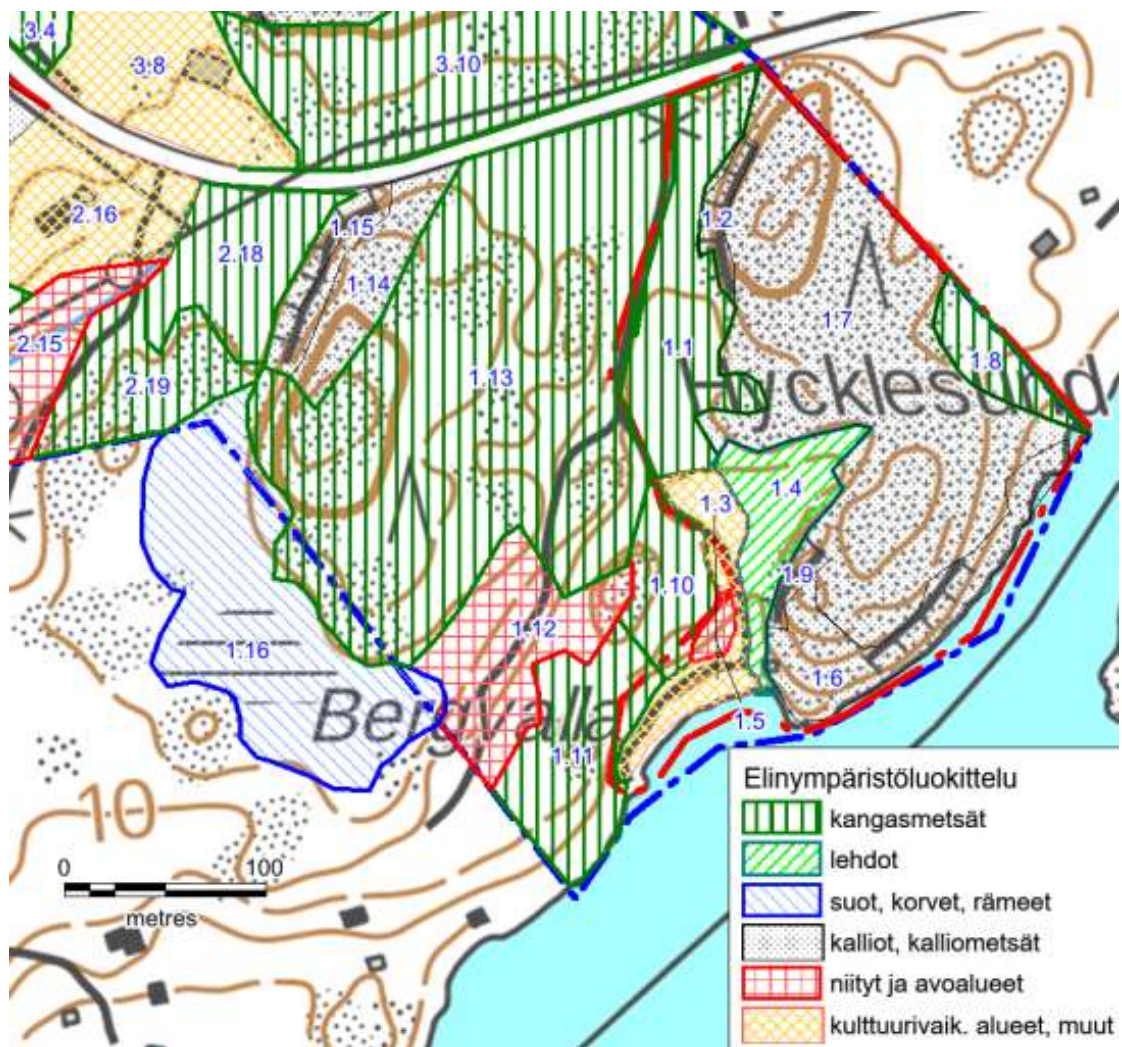 3.4
3.8
3.10
2.16
1.15
1.2
2.18
1.14
1.7
2.15
1.1
1.8
2.19
1.13
Hycklesund
1.3
1.4
1.9
1.10
1.12
1.16
1.6
Bergvalla
1.5
1.11
10
0 100
metres
Elinympäristöluokittelu
kangasmetsät
lehdot
suot, korvet, rämeet
kalliot, kalliometsät
niityt ja avoalueet
kulttuurivaik. alueet, muut